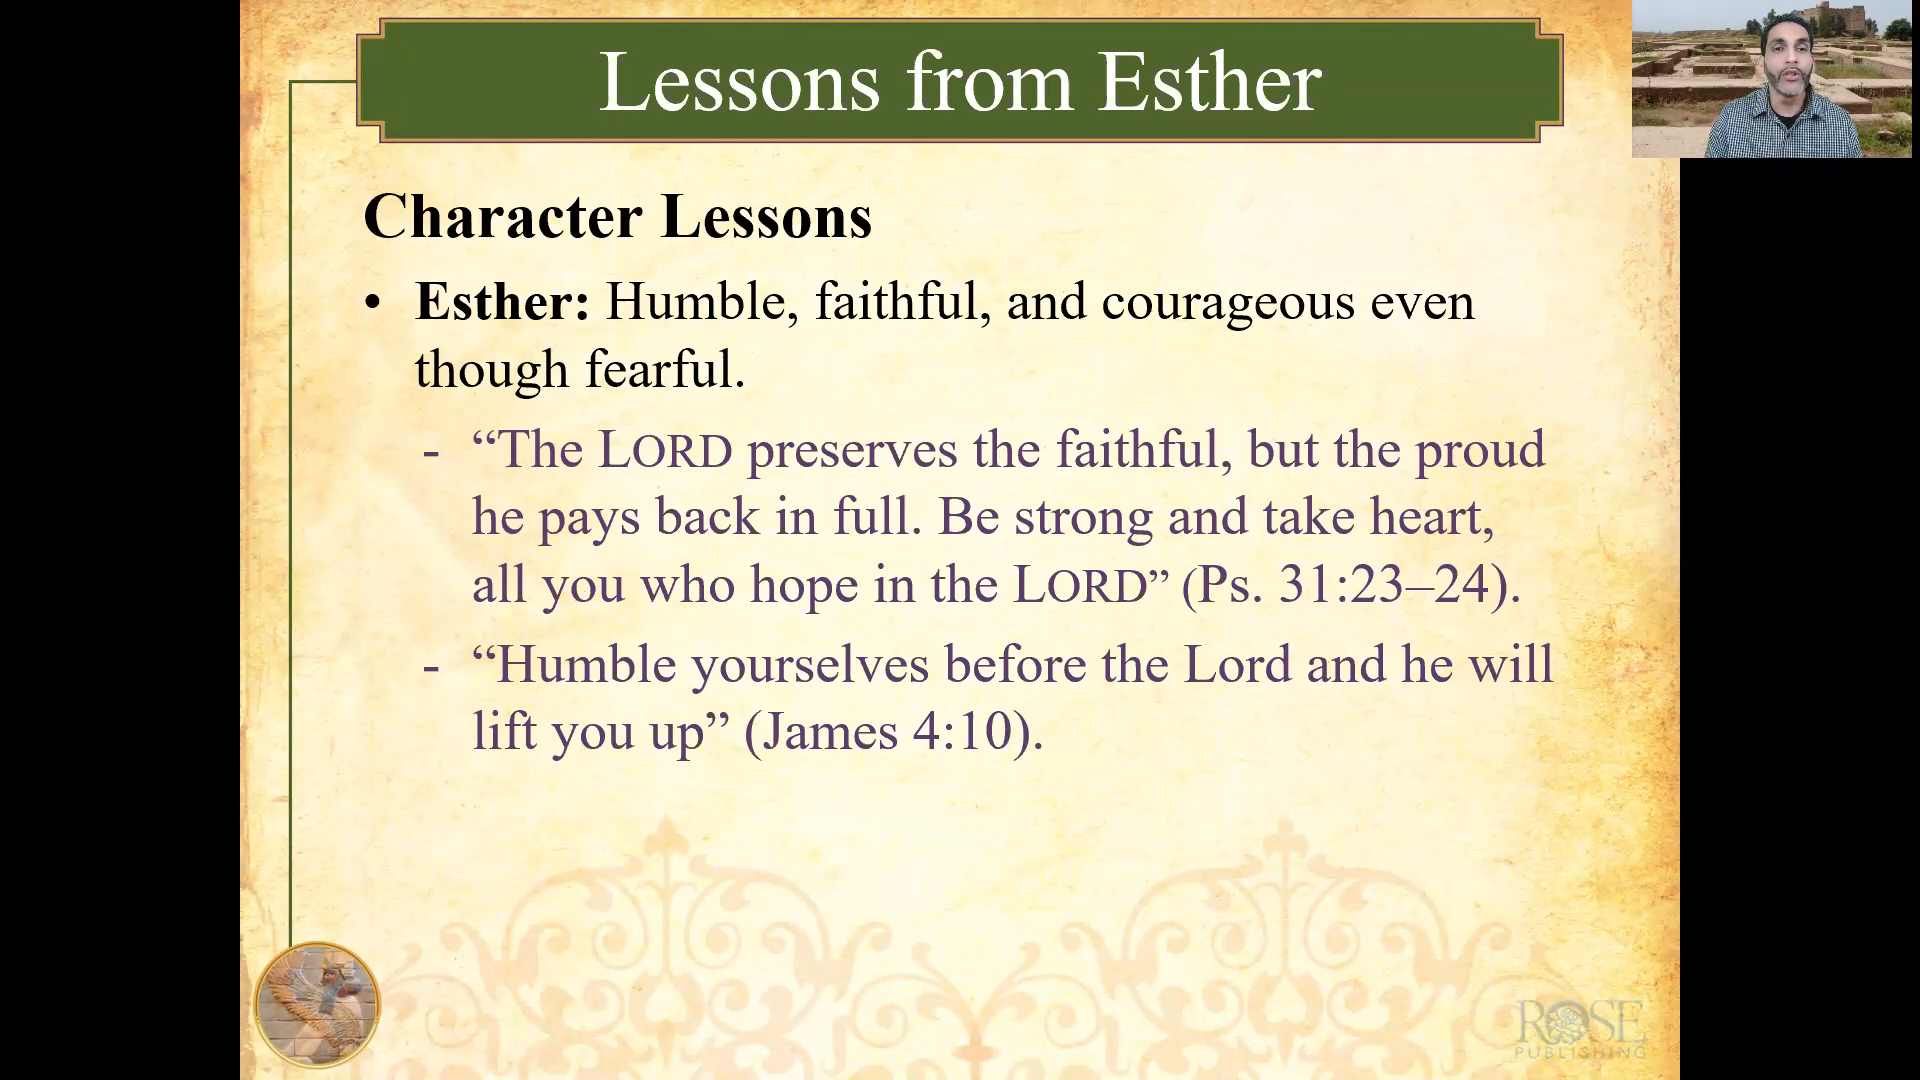 Lessons from Esther
Character Lessons
• Esther: Humble, faithful, and courageous even
though fearful.
- “The LORD preserves the faithful, but the proud
he pays back in full. Be strong and take heart,
all you who hope in the LORD” (Ps. 31:23–24).
- “Humble yourselves before the Lord and he will
lift you up” (James 4:10).
ROSE
PUBLISHING